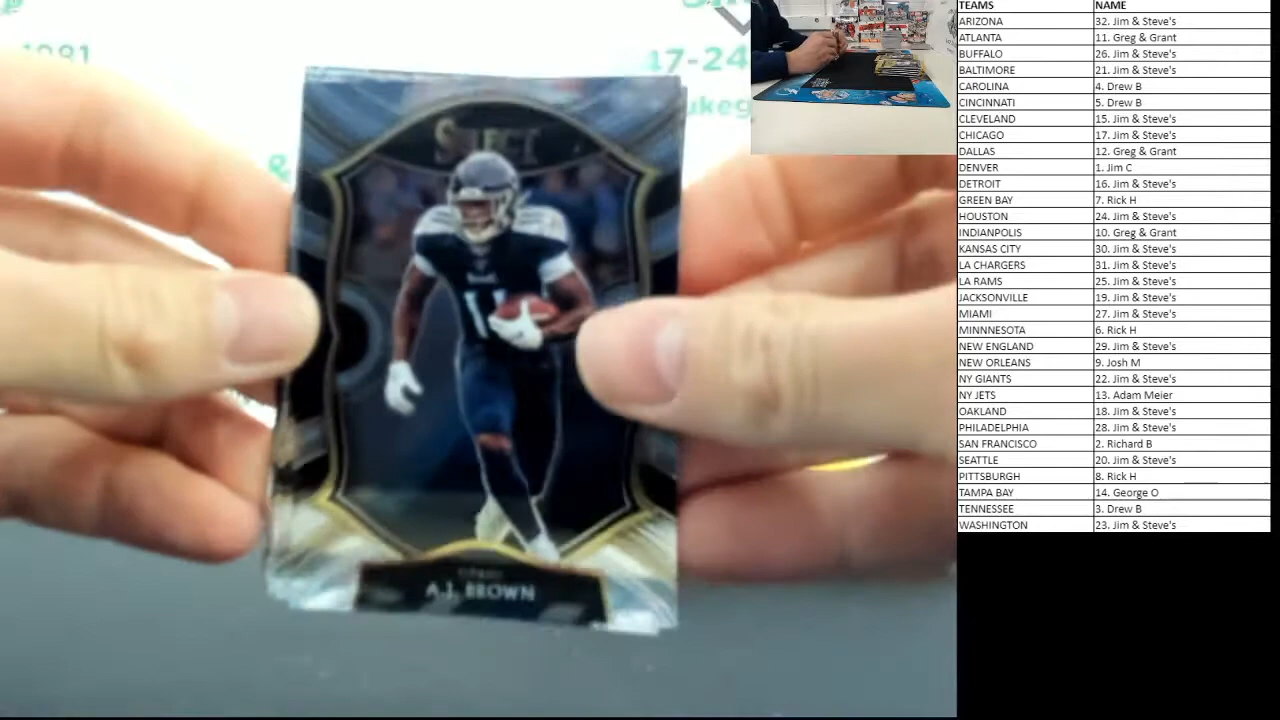 1981
17-24
ukeg
&
SELECT
11
TITANS
A.J. BROWN
TEAMS NAME
ARIZONA 32. Jim & Steve's
ATLANTA 11. Greg & Grant
BUFFALO 26. Jim & Steve's
BALTIMORE 21. Jim & Steve's
CAROLINA 4. Drew B
CINCINNATI 5. Drew B
CLEVELAND 15. Jim & Steve's
CHICAGO 17. Jim & Steve's
DALLAS 12. Greg & Grant
DENVER 1. Jim C
DETROIT 16. Jim & Steve's
GREEN BAY 7. Rick H
HOUSTON 24. Jim & Steve's
INDIANPOLIS 10. Greg & Grant
KANSAS CITY 30. Jim & Steve's
LA CHARGERS 31. Jim & Steve's
LA RAMS 25. Jim & Steve's
JACKSONVILLE 19. Jim & Steve's
MIAMI 27. Jim & Steve's
MINNNESOTA 6. Rick H
NEW ENGLAND 29. Jim & Steve's
NEW ORLEANS 9. Josh M
NY GIANTS 22. Jim & Steve's
NY JETS 13. Adam Meier
OAKLAND 18. Jim & Steve's
PHILADELPHIA 28. Jim & Steve's
SAN FRANCISCO 2. Richard B
SEATTLE 20. Jim & Steve's
PITTSBURGH 8. Rick H
TAMPA BAY 14. George O
TENNESSEE 3. Drew B
WASHINGTON 23. Jim & Steve's